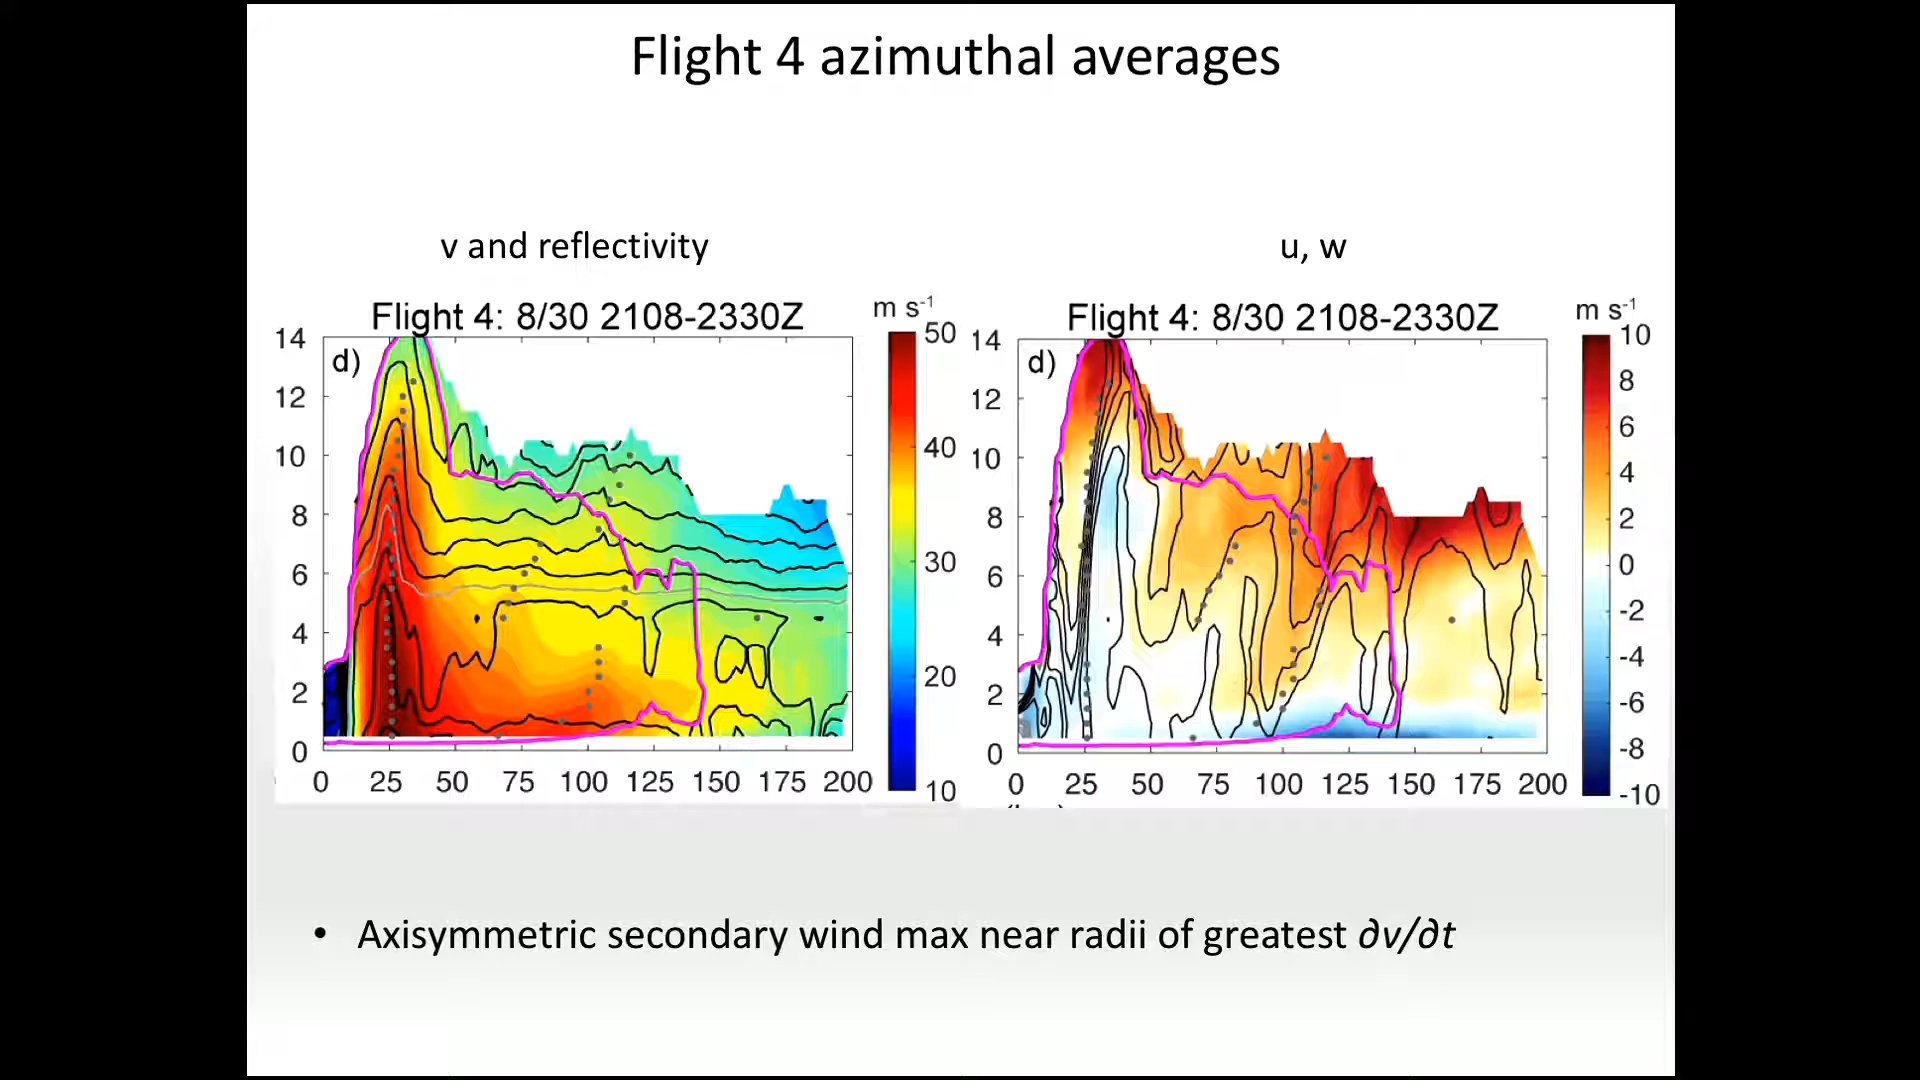 Flight 4 azimuthal averages
v and reflectivity
u, w
Flight 4: 8/30 2108-2330Z
m s-1
d)
14
12
10
8
6
4
2
0
0 25 50 75 100 125 150 175 200
50
40
30
20
10
Flight 4: 8/30 2108-2330Z
m s-1
d)
14
12
10
8
6
4
2
0
0 25 50 75 100 125 150 175 200
10
8
6
4
2
0
-2
-4
-6
-8
-10
• Axisymmetric secondary wind max near radii of greatest ∂v/∂t